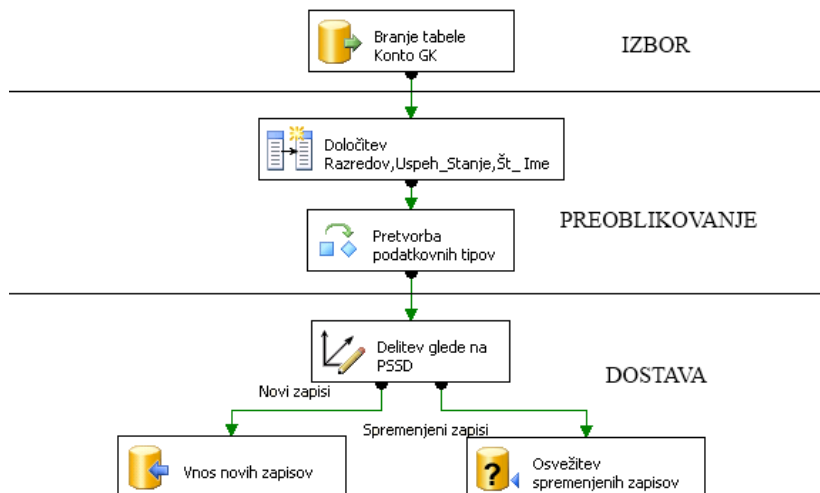 Branje tabele
Konto GK
IZBOR
Določitev
Razredov,Uspeh_Stanje,Št_ Ime
PREOBLIKOVANJE
Pretvorba
podatkovnih tipov
Delitev glede na
PSSD
DOSTAVA
Novi zapisi
Spremenjeni zapisi
Vnos novih zapisov
Osvežitev
spremenjenih zapisov